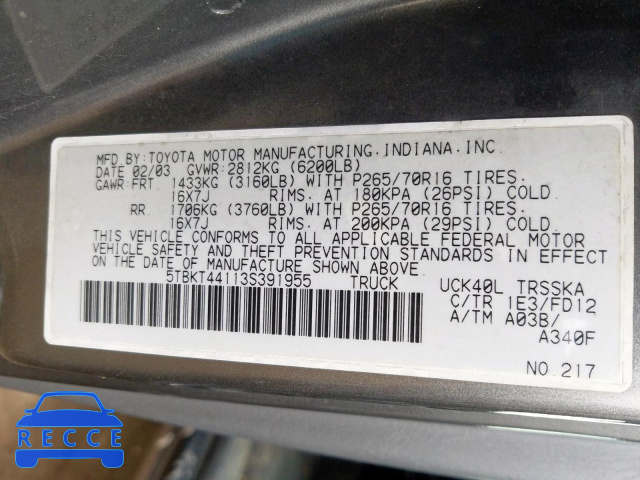 MFD.BY:TOYOTA MOTOR MANUFACTURING.INDIANA.INC.
DATE 02/03 GVWR:2812KG (6200LB)
GAWR:FRT. 1433KG (3160LB) WITH P265/70R16 TIRES.
16X7J RIMS. AT 180KPA (26PSI) COLD
RR. 1706KG (3760LB) WITH P265/70R16 TIRES.
16X7J RIMS. AT 200KPA (29PSI) COLD.
THIS VEHICLE CONFORMS TO ALL APPLICABLE FEDERAL MOTOR
VEHICLE SAFETY AND THEFT PREVENTION STANDARDS IN EFFECT
ON THE DATE OF MANUFACTURE SHOWN ABOVE.
5TBKT44113S391955 TRUCK UCK40L TRSSKA
C/TR 1E3/FD12
A/TM A03B/
A340F
NO.217
RECCE